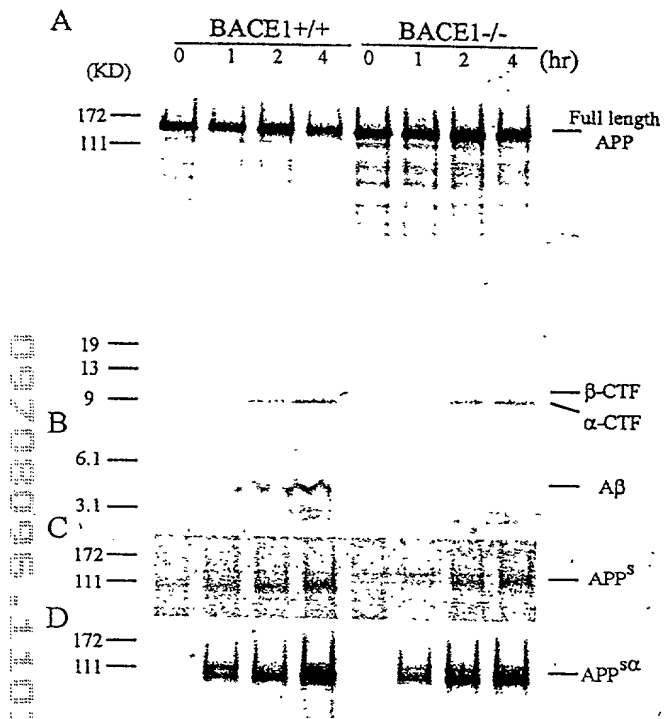 A
BACE1+/+ BACE1-/-
(KD) 0 1 2 4 0 1 2 4 (hr)
172
111
Full length
APP
19
13
9
β-CTF
α-CTF
B
6.1
3.1
Aβ
C
172
111
APPS
D
172
111
APPSα